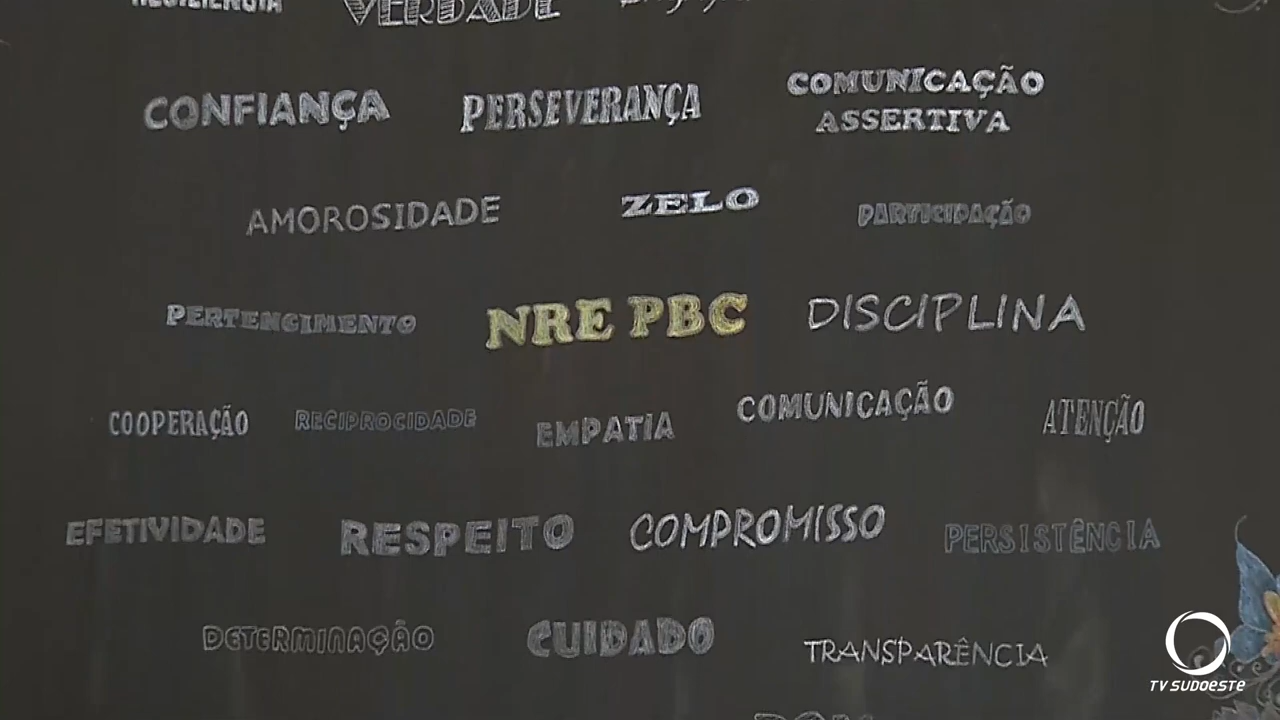 RESILIÊNCIA VERDADE
CONFIANÇA PERSEVERANÇA COMUNICAÇÃO
ASSERTIVA
AMOROSIDADE ZELO PARTICIPAÇÃO
PERTENCIMENTO NRE PBC DISCIPLINA
COOPERAÇÃO RECIPROCIDADE EMPATIA COMUNICAÇÃO ATENÇÃO
EFETIVIDADE RESPEITO COMPROMISSO PERSISTÊNCIA
DETERMINAÇÃO CUIDADO TRANSPARÊNCIA
TV SUDOESTE